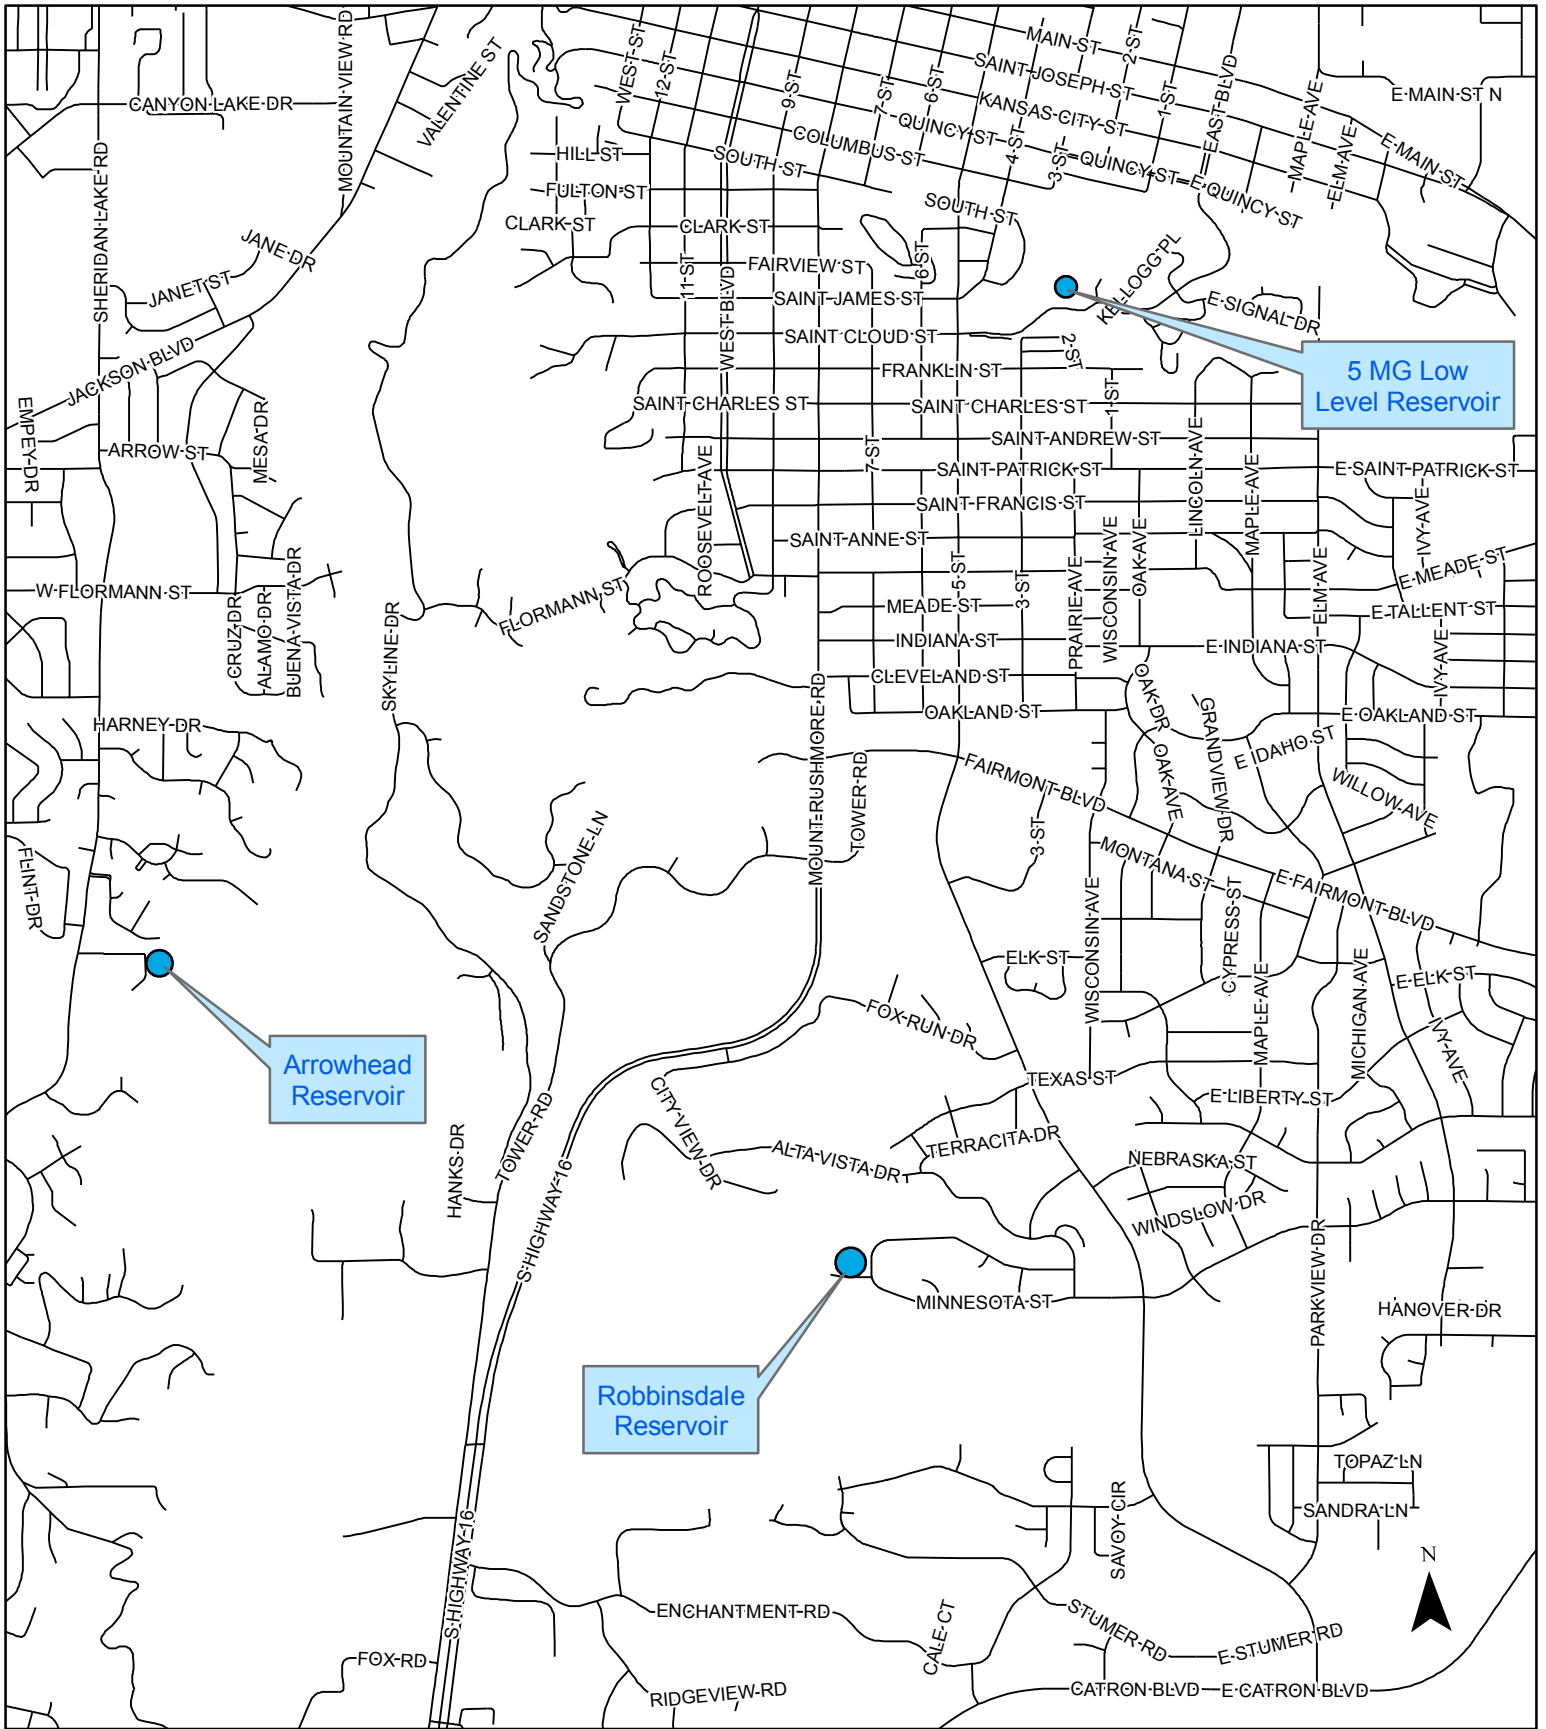 MAIN ST
SAINT JOSEPH ST
KANSAS CITY ST
QUINCY ST
COLUMBUS ST
SOUTH ST
WEST ST
12 ST
9 ST
7 ST
6 ST
4 ST
3 ST
2 ST
1 ST
EAST BLVD
MAPLE AVE
ELM AVE
E MAIN ST N
E MAIN ST
QUINCY ST
E QUINCY ST
CANYON LAKE DR
MOUNTAIN VIEW RD
VALENTINE ST
SHERIDAN LAKE RD
HILL ST
FULTON ST
CLARK ST
CLARK ST
SOUTH ST
JANE DR
JANET ST
FAIRVIEW ST
6 ST
KELLOGG PL
11 ST
WEST BLVD
SAINT JAMES ST
E SIGNAL DR
SAINT CLOUD ST
2 ST
JACKSON BLVD
5 MG Low
Level Reservoir
FRANKLIN ST
SAINT CHARLES ST
SAINT CHARLES ST
1 ST
EMPEY DR
MESA DR
ARROW ST
SAINT ANDREW ST
7 ST
ROOSEVELT AVE
SAINT PATRICK ST
LINCOLN AVE
MAPLE AVE
E SAINT PATRICK ST
SAINT FRANCIS ST
IVY AVE
SAINT ANNE ST
WISCONSIN AVE
OAK AVE
PRAIRIE AVE
5 ST
3 ST
ELM AVE
E MEADE ST
W FLORMANN ST
FLORMANN ST
MEADE ST
E TALLENT ST
CRUZ DR
ALAMO DR
BUENA VISTA DR
INDIANA ST
E INDIANA ST
IVY AVE
SKYLINE DR
CLEVELAND ST
OAK DR
OAKLAND ST
E OAKLAND ST
HARNEY DR
MOUNT RUSHMORE RD
GRANDVIEW DR
E IDAHO ST
TOWER RD
FAIRMONT BLVD
OAK AVE
WILLOW AVE
3 ST
SANDSTONE LN
FLINT DR
MONTANA ST
E FAIRMONT BLVD
CYPRESS ST
WISCONSIN AVE
ELK ST
MAPLE AVE
MICHIGAN AVE
E ELK ST
FOX RUN DR
IVY AVE
Arrowhead
Reservoir
TEXAS ST
E LIBERTY ST
CITY VIEW DR
TOWER RD
HANKS DR
TERRACITA DR
ALTA VISTA DR
NEBRASKA ST
S HIGHWAY 16
WINDSLOW DR
PARKVIEW DR
MINNESOTA ST
HANOVER DR
Robbinsdale
Reservoir
TOPAZ LN
SAVOY CIR
SANDRA LN
S HIGHWAY 16
N
ENCHANTMENT RD
CALE CT
STUMER RD
E STUMER RD
FOX RD
RIDGEVIEW RD
CATRON BLVD
E CATRON BLVD